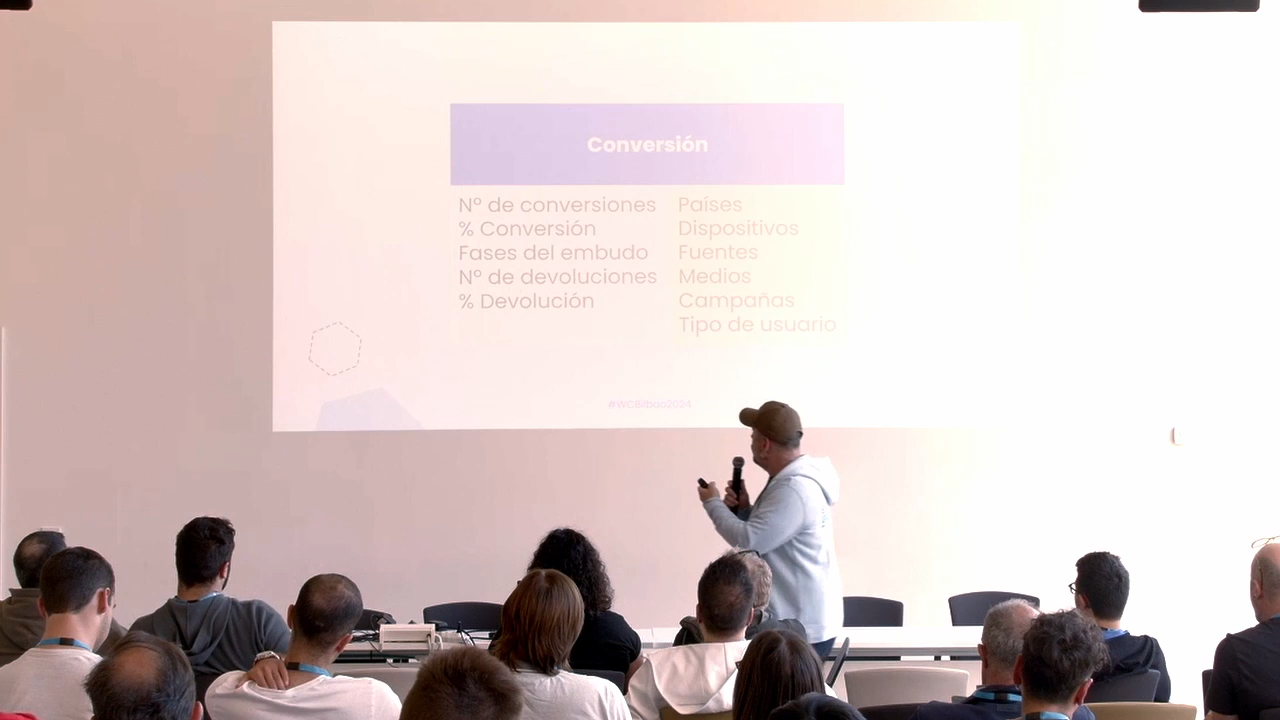 Conversión
Nº de conversiones
% Conversión
Fases del embudo
Nº de devoluciones
% Devolución
Países
Dispositivos
Fuentes
Medios
Campañas
Tipo de usuario
#WCBilbao2024